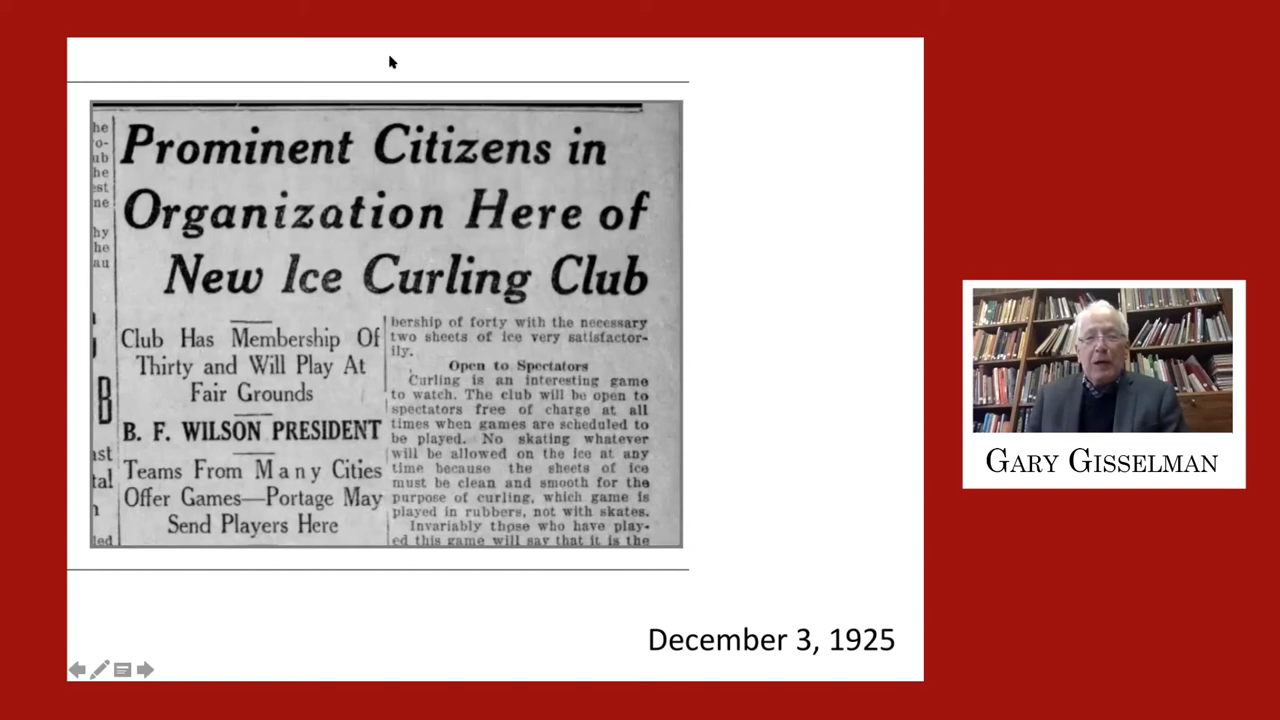 Prominent Citizens in
Organization Here of
New Ice Curling Club
Club Has Membership Of
Thirty and Will Play At
Fair Grounds
B. F. WILSON PRESIDENT
Teams From Many Cities
Offer Games—Portage May
Send Players Here
bership of forty with the necessary
two sheets of ice very satisfactor-
ily.
Open to Spectators
Curling is an interesting game
to watch. The club will be open to
spectators free of charge at all
times when games are scheduled to
be played. No skating whatever
will be allowed on the ice at any
time because the sheets of ice
must be clean and smooth for the
purpose of curling, which game is
played in rubbers, not with skates.
Invariably those who have play-
ed this game will say that it is the
December 3, 1925
GARY GISSELMAN